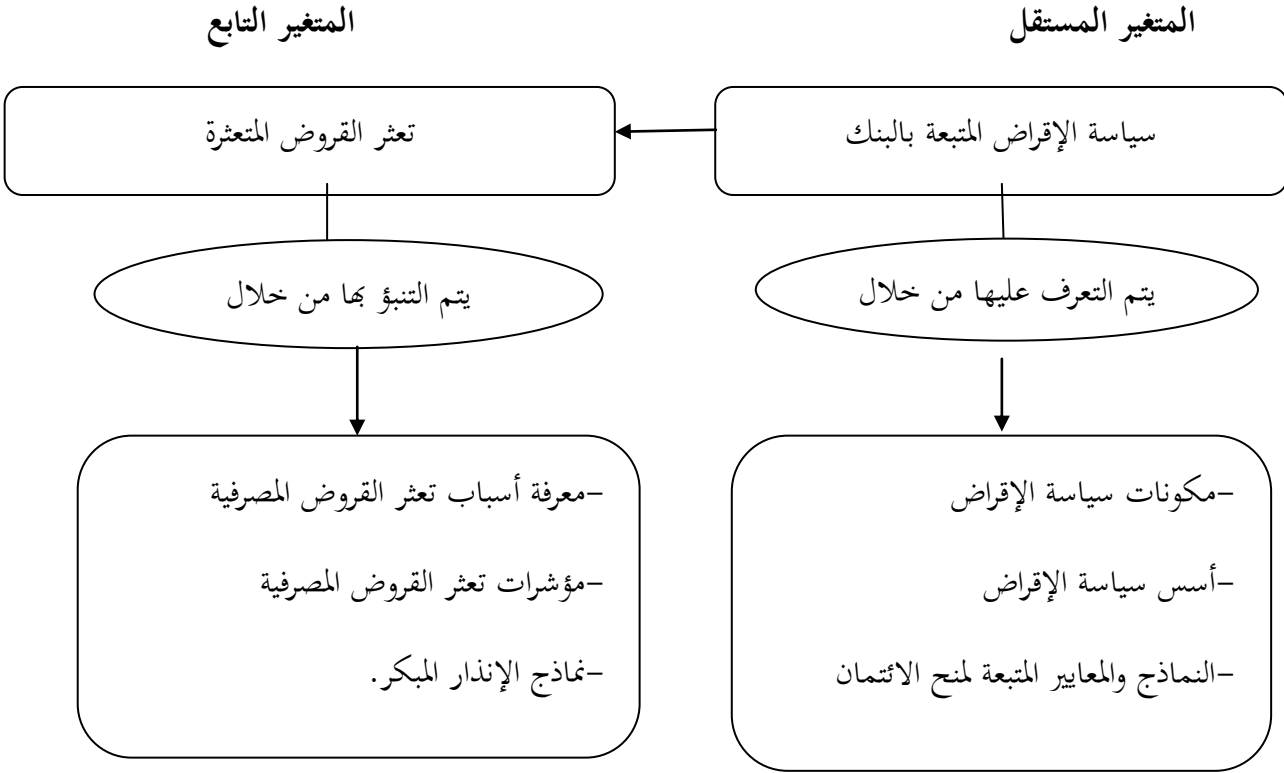 المتغير المستقل
المتغير التابع
سياسة الإقراض المتبعة بالبنك
تعثر القروض المتعثرة
يتم التعرف عليها من خلال
يتم التنبؤ بها من خلال
-مكونات سياسة الإقراض
-أسس سياسة الإقراض
-النماذج والمعايير المتبعة لمنح الائتمان
-معرفة أسباب تعثر القروض المصرفية
-مؤشرات تعثر القروض المصرفية
-نماذج الإنذار المبكر.